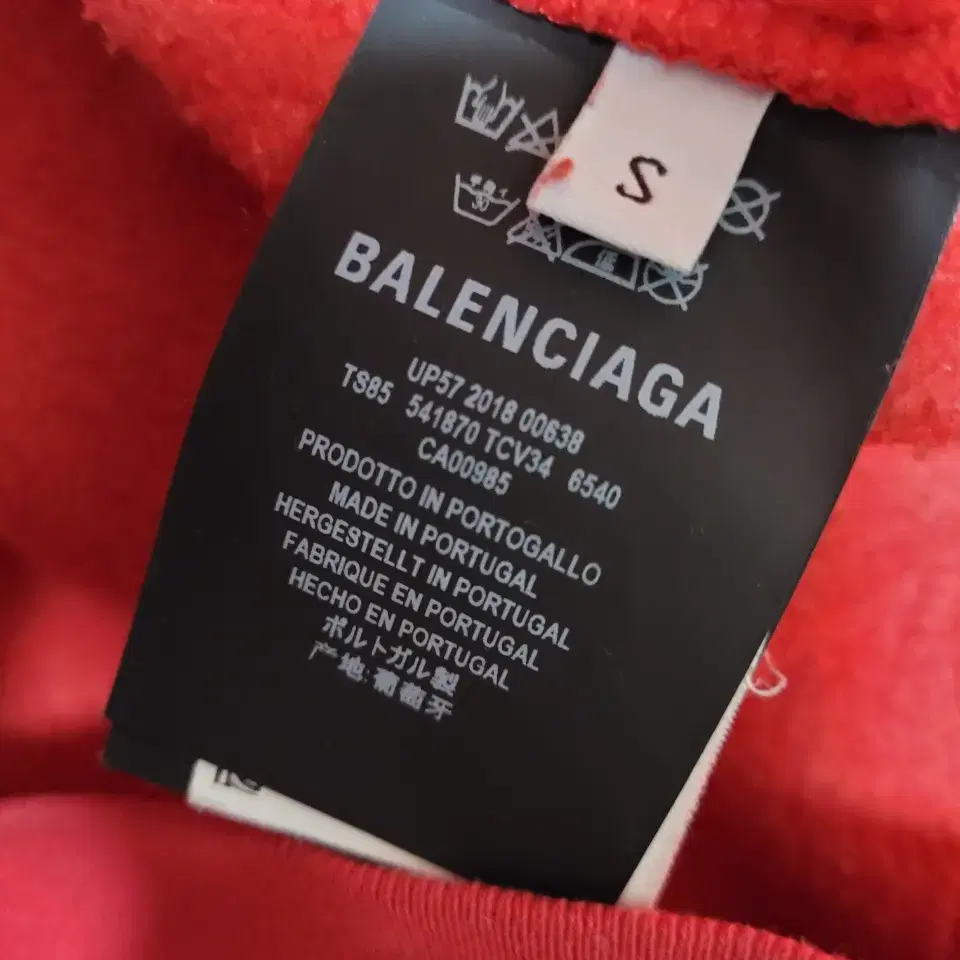 S
BALENCIAGA
UP57 2018 00638
TS85 541870 TCV34 6540
CA00985
PRODOTTO IN PORTOGALLO
MADE IN PORTUGAL
HERGESTELLT IN PORTUGAL
FABRIQUE EN PORTUGAL
HECHO EN PORTUGAL
ポルトガル製
产地:葡萄牙